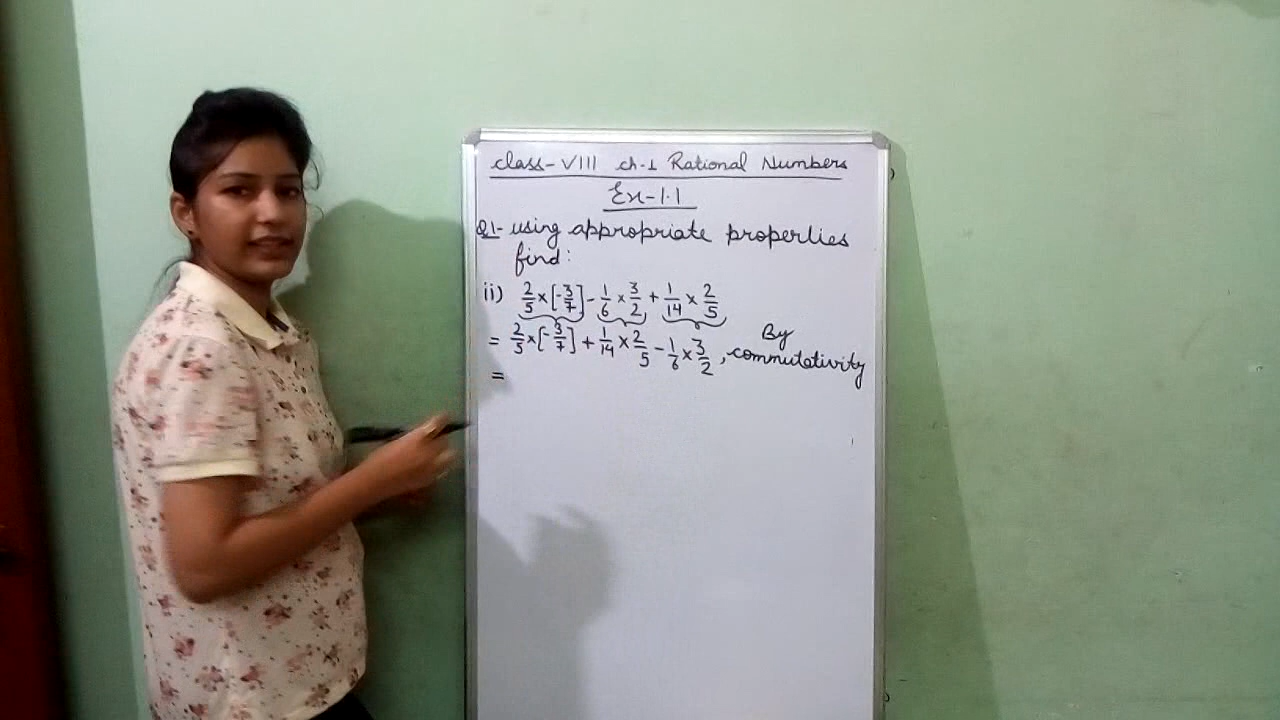 class-VIII ch-1 Rational Numbers
Ex-1.1
Q1- using appropriate properties
find:
ii) 2/5 × [-3/7] - 1/6 × 3/2 + 1/14 × 2/5
= 2/5 × [-3/7] + 1/14 × 2/5 - 1/6 × 3/2, By commutativity
=